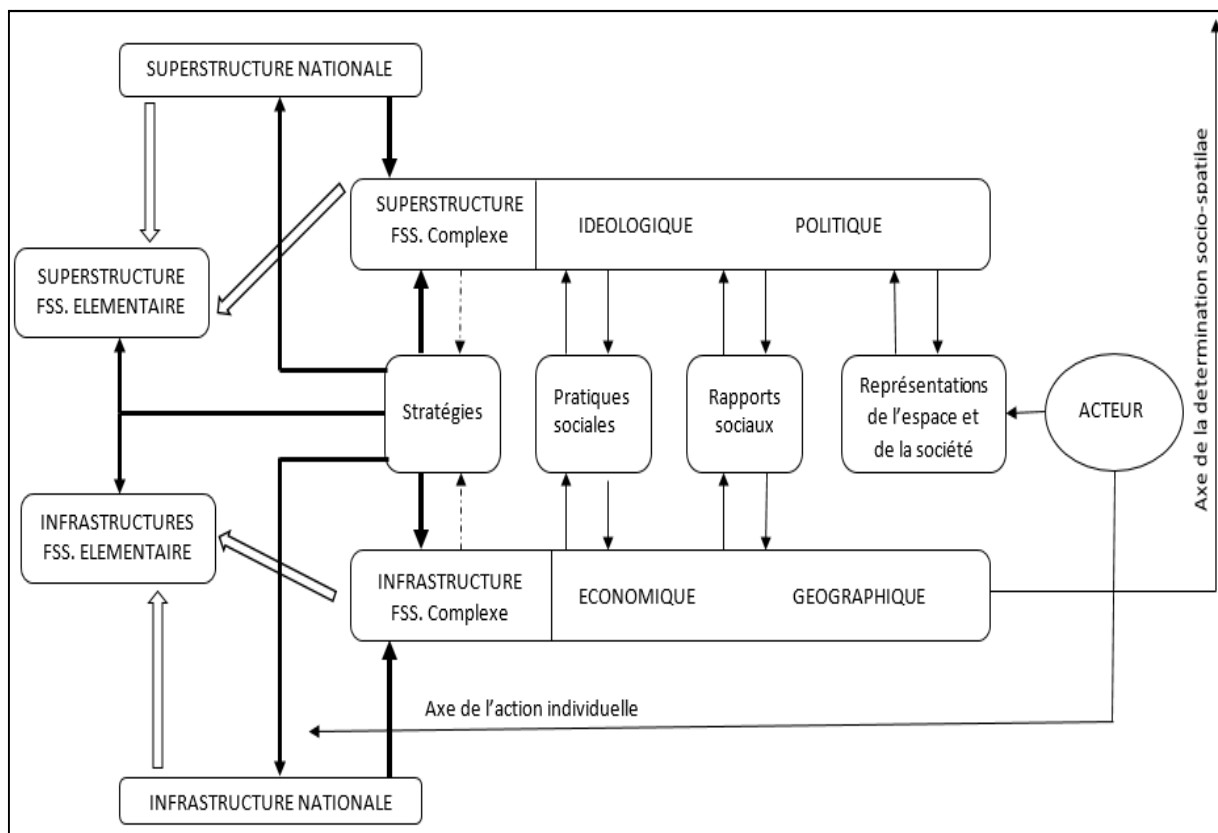 SUPERSTRUCTURE NATIONALE
SUPERSTRUCTURE
FSS. Complexe
IDEOLOGIQUE
POLITIQUE
SUPERSTRUCTURE
FSS. ELEMENTAIRE
Stratégies
Pratiques
sociales
Rapports
sociaux
Représentations
de l'espace et
de la société
ACTEUR
Axe de la determination socio-spatilae
INFRASTRUCTURES
FSS. ELEMENTAIRE
INFRASTRUCTURE
FSS. Complexe
ECONOMIQUE
GEOGRAPHIQUE
Axe de l'action individuelle
INFRASTRUCTURE NATIONALE